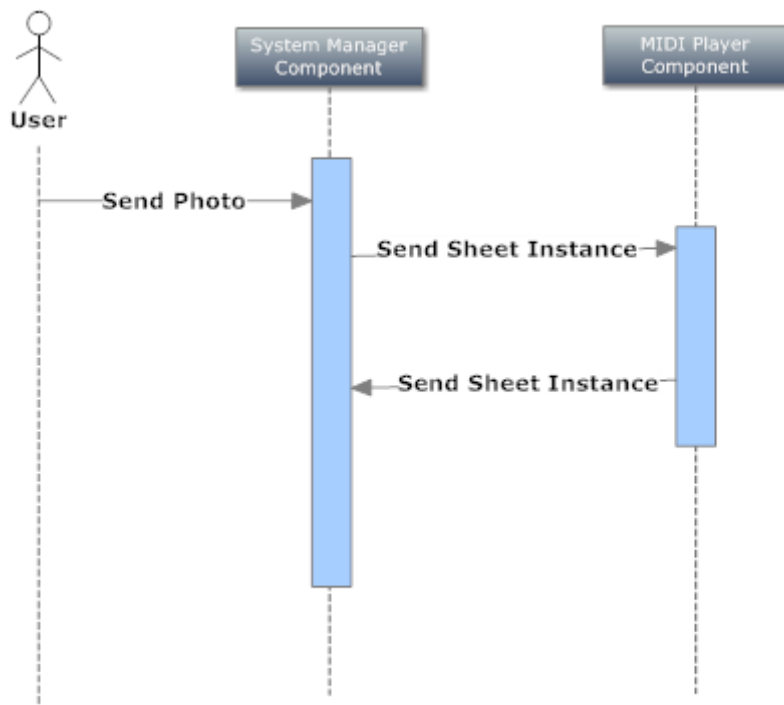 System Manager
Component
MIDI Player
Component
User
Send Photo
Send Sheet Instance
Send Sheet Instance